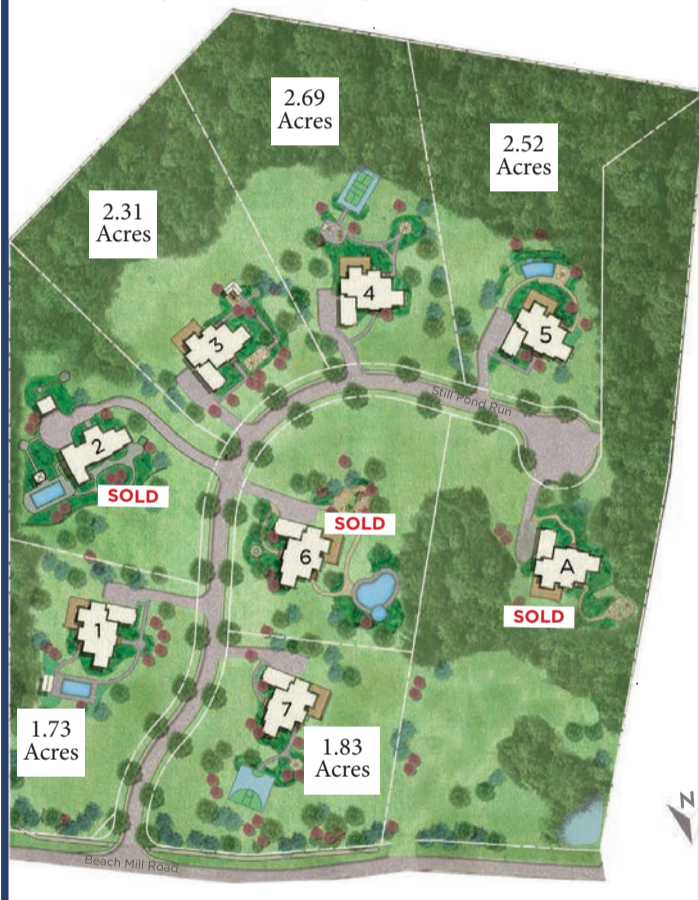 2.69
Acres
2.52
Acres
2.31
Acres
4
5
3
Still Pond Run
2
SOLD
SOLD
6
A
SOLD
1
7
1.73
Acres
1.83
Acres
N
Beach Mill Road